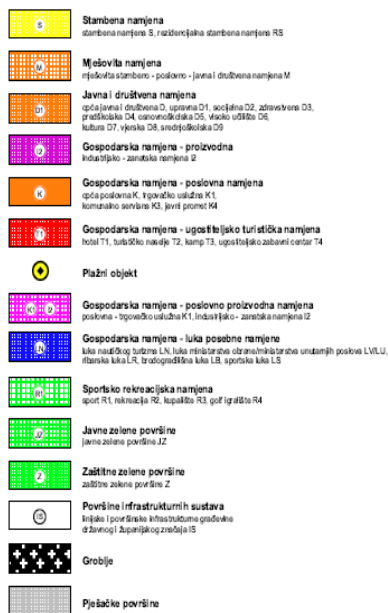 S
Stambena namjena
stambena namjena S, rezidencijalna stambena namjena RS
M
Mješovita namjena
mješovita stambeno - poslovno - javna i društvena namjena M
D1
Javna i društvena namjena
opća javna i društvena D, upravna D1, socijalna D2, zdravstvena D3,
predškolska D4, osnovnoškolska D5, visoko učilište D6,
kultura D7, vjerska D8, srednjoškolska D9
I2
Gospodarska namjena - proizvodna
industrijsko - zanatska namjena I2
K
Gospodarska namjena - poslovna namjena
opća poslovna K, trgovačko uslužna K1,
komunalno servisna K3, javni promet K4
T1
Gospodarska namjena - ugostiteljsko turistička namjena
hotel T1, turističko naselje T2, kamp T3, ugostiteljsko zabavni centar T4
Plažni objekt
K1 I2
Gospodarska namjena - poslovno proizvodna namjena
poslovna - trgovačko uslužna K1, industrijsko - zanatska namjena I2
LN
Gospodarska namjena - luka posebne namjene
luka nautičkog turizma LN, luka ministarstva obrane/ministarstva unutarnjih poslova LV/LU,
ribarska luka LR, brodogradilišna luka LB, sportska luka LS
R1
Sportsko rekreacijska namjena
sport R1, rekreacija R2, kupalište R3, golf igralište R4
JZ
Javne zelene površine
javne zelene površine JZ
Z
Zaštitne zelene površine
zaštitne zelene površine Z
IS
Površine infrastrukturnih sustava
linijske i površinske infrastrukturne građevine
državnog i županijskog značaja IS
Groblje
Pješačke površine